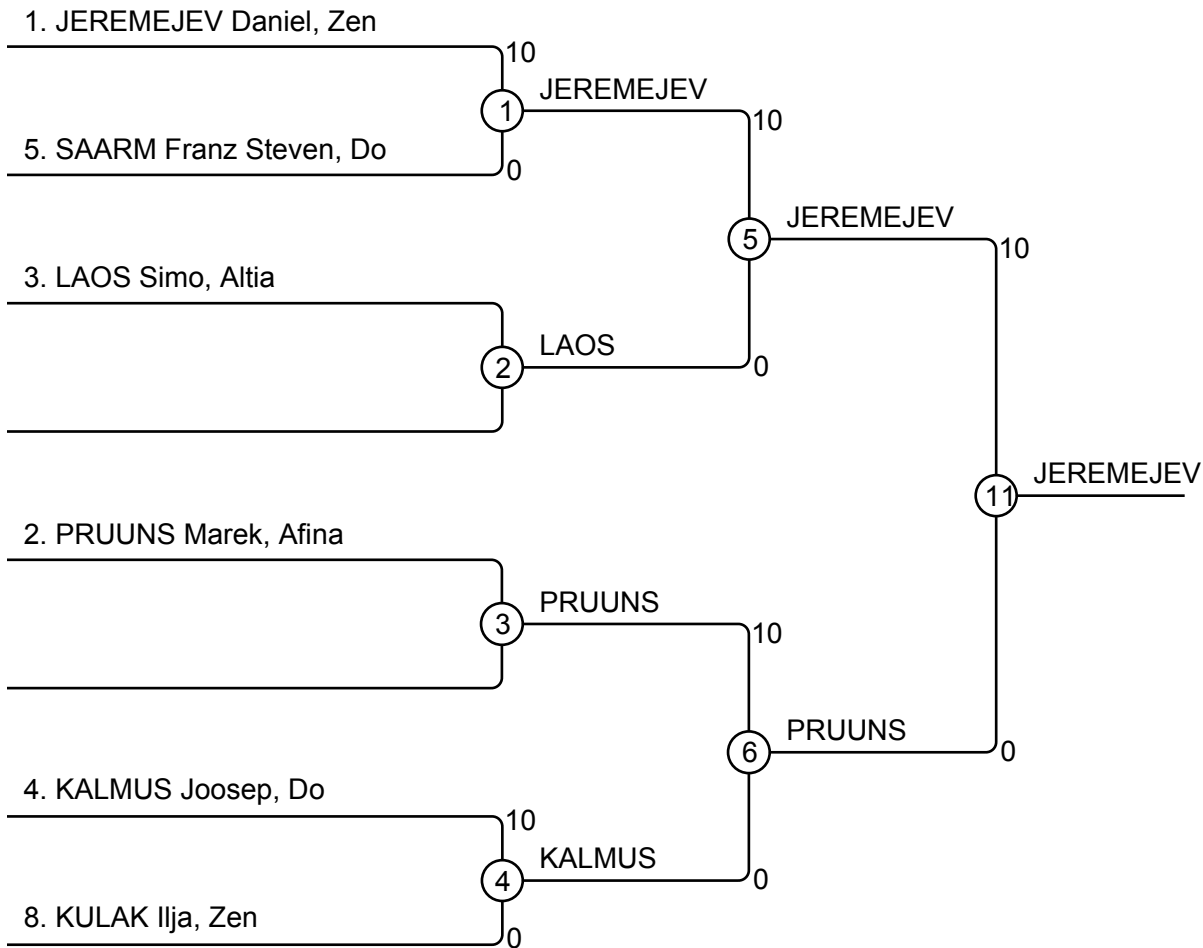 1. JEREMEJEV Daniel, Zen
10
JEREMEJEV
1
10
5. SAARM Franz Steven, Do
0
JEREMEJEV
5
10
3. LAOS Simo, Altia
LAOS
2
0
JEREMEJEV
11
2. PRUUNS Marek, Afina
PRUUNS
3
10
PRUUNS
6
0
4. KALMUS Joosep, Do
10
KALMUS
4
0
8. KULAK Ilja, Zen
0